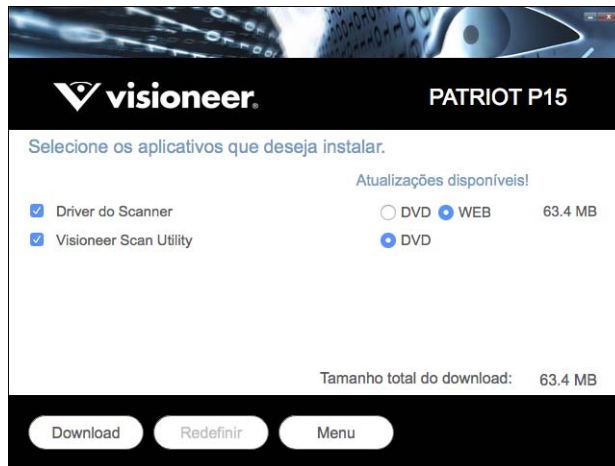 visioneer®
PATRIOT P15
Selecione os aplicativos que deseja instalar.
Atualizações disponíveis!
Driver do Scanner DVD WEB 63.4 MB
Visioneer Scan Utility DVD
Tamanho total do download: 63.4 MB
Download Redefinir Menu